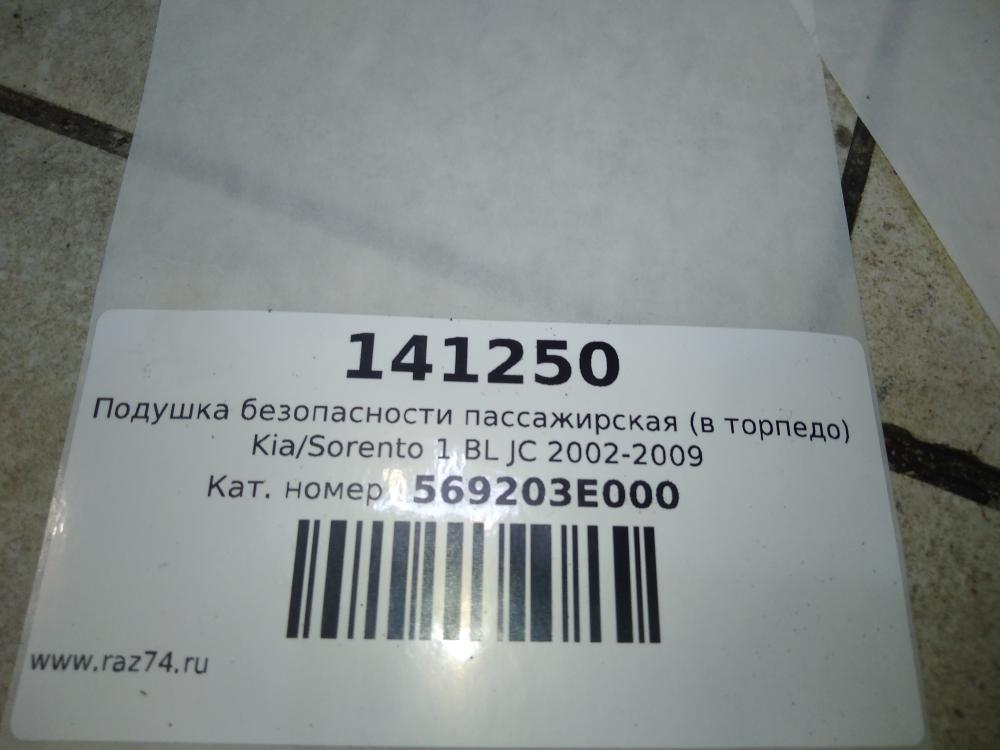 141250
Подушка безопасности пассажирская (в торпедо)
Kia/Sorento 1 BL JC 2002-2009
Кат. номер: 569203E000
www.raz74.ru